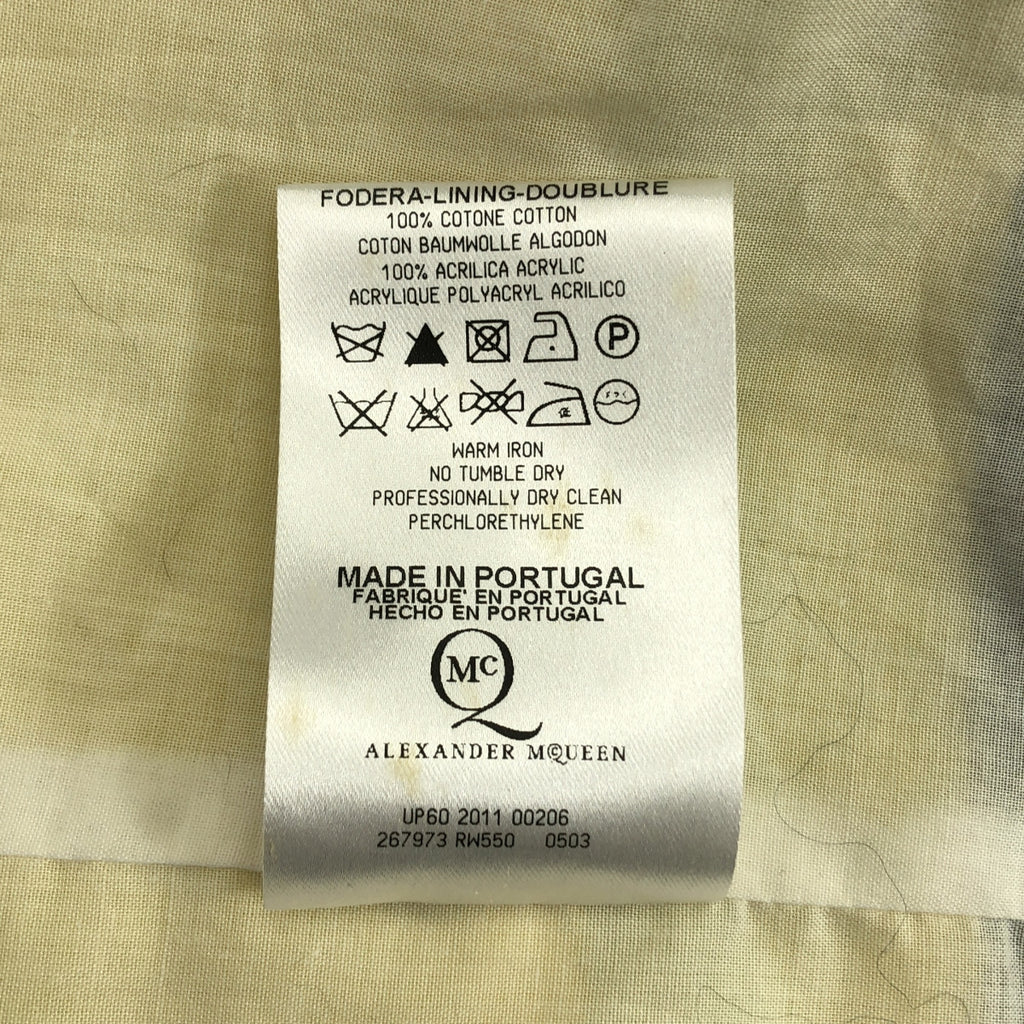 FODERA-LINING-DOUBLURE
100% COTONE COTTON
COTON BAUMWOLLE ALGODON
100% ACRILICA ACRYLIC
ACRYLIQUE POLYACRYL ACRILICO
P
WARM IRON
NO TUMBLE DRY
PROFESSIONALLY DRY CLEAN
PERCHLORETHYLENE
MADE IN PORTUGAL
FABRIQUE' EN PORTUGAL
HECHO EN PORTUGAL
McQ
ALEXANDER McQUEEN
UP60 2011 00206
267973 RW550 0503